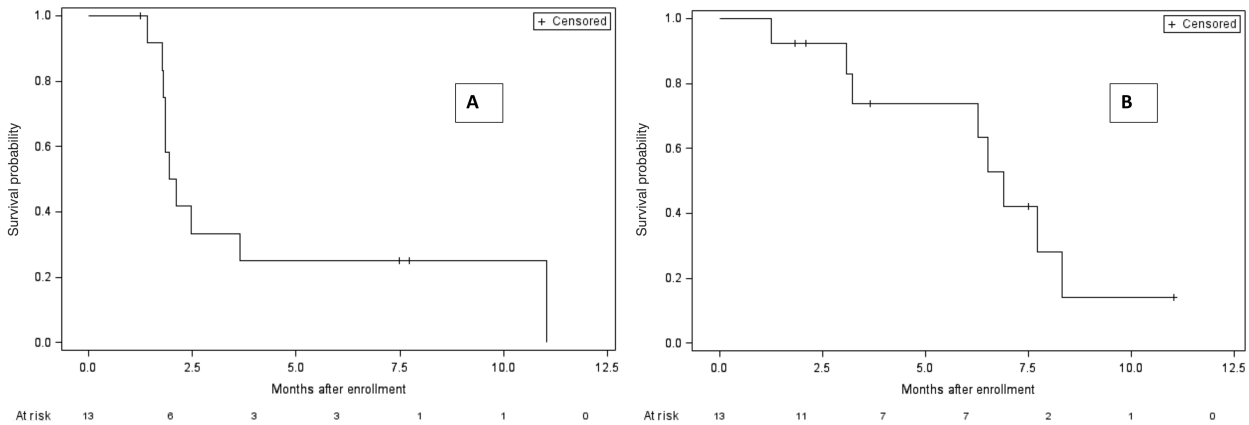 1.0
0.8
0.6
0.4
0.2
0.0
Survival probability
+ Censored
A
0.0 2.5 5.0 7.5 10.0 12.5
Months after enrollment
At risk 13 6 3 3 1 1 0
1.0
0.8
0.6
0.4
0.2
0.0
Survival probability
+ Censored
B
0.0 2.5 5.0 7.5 10.0 12.5
Months after enrollment
At risk 13 11 7 7 2 1 0